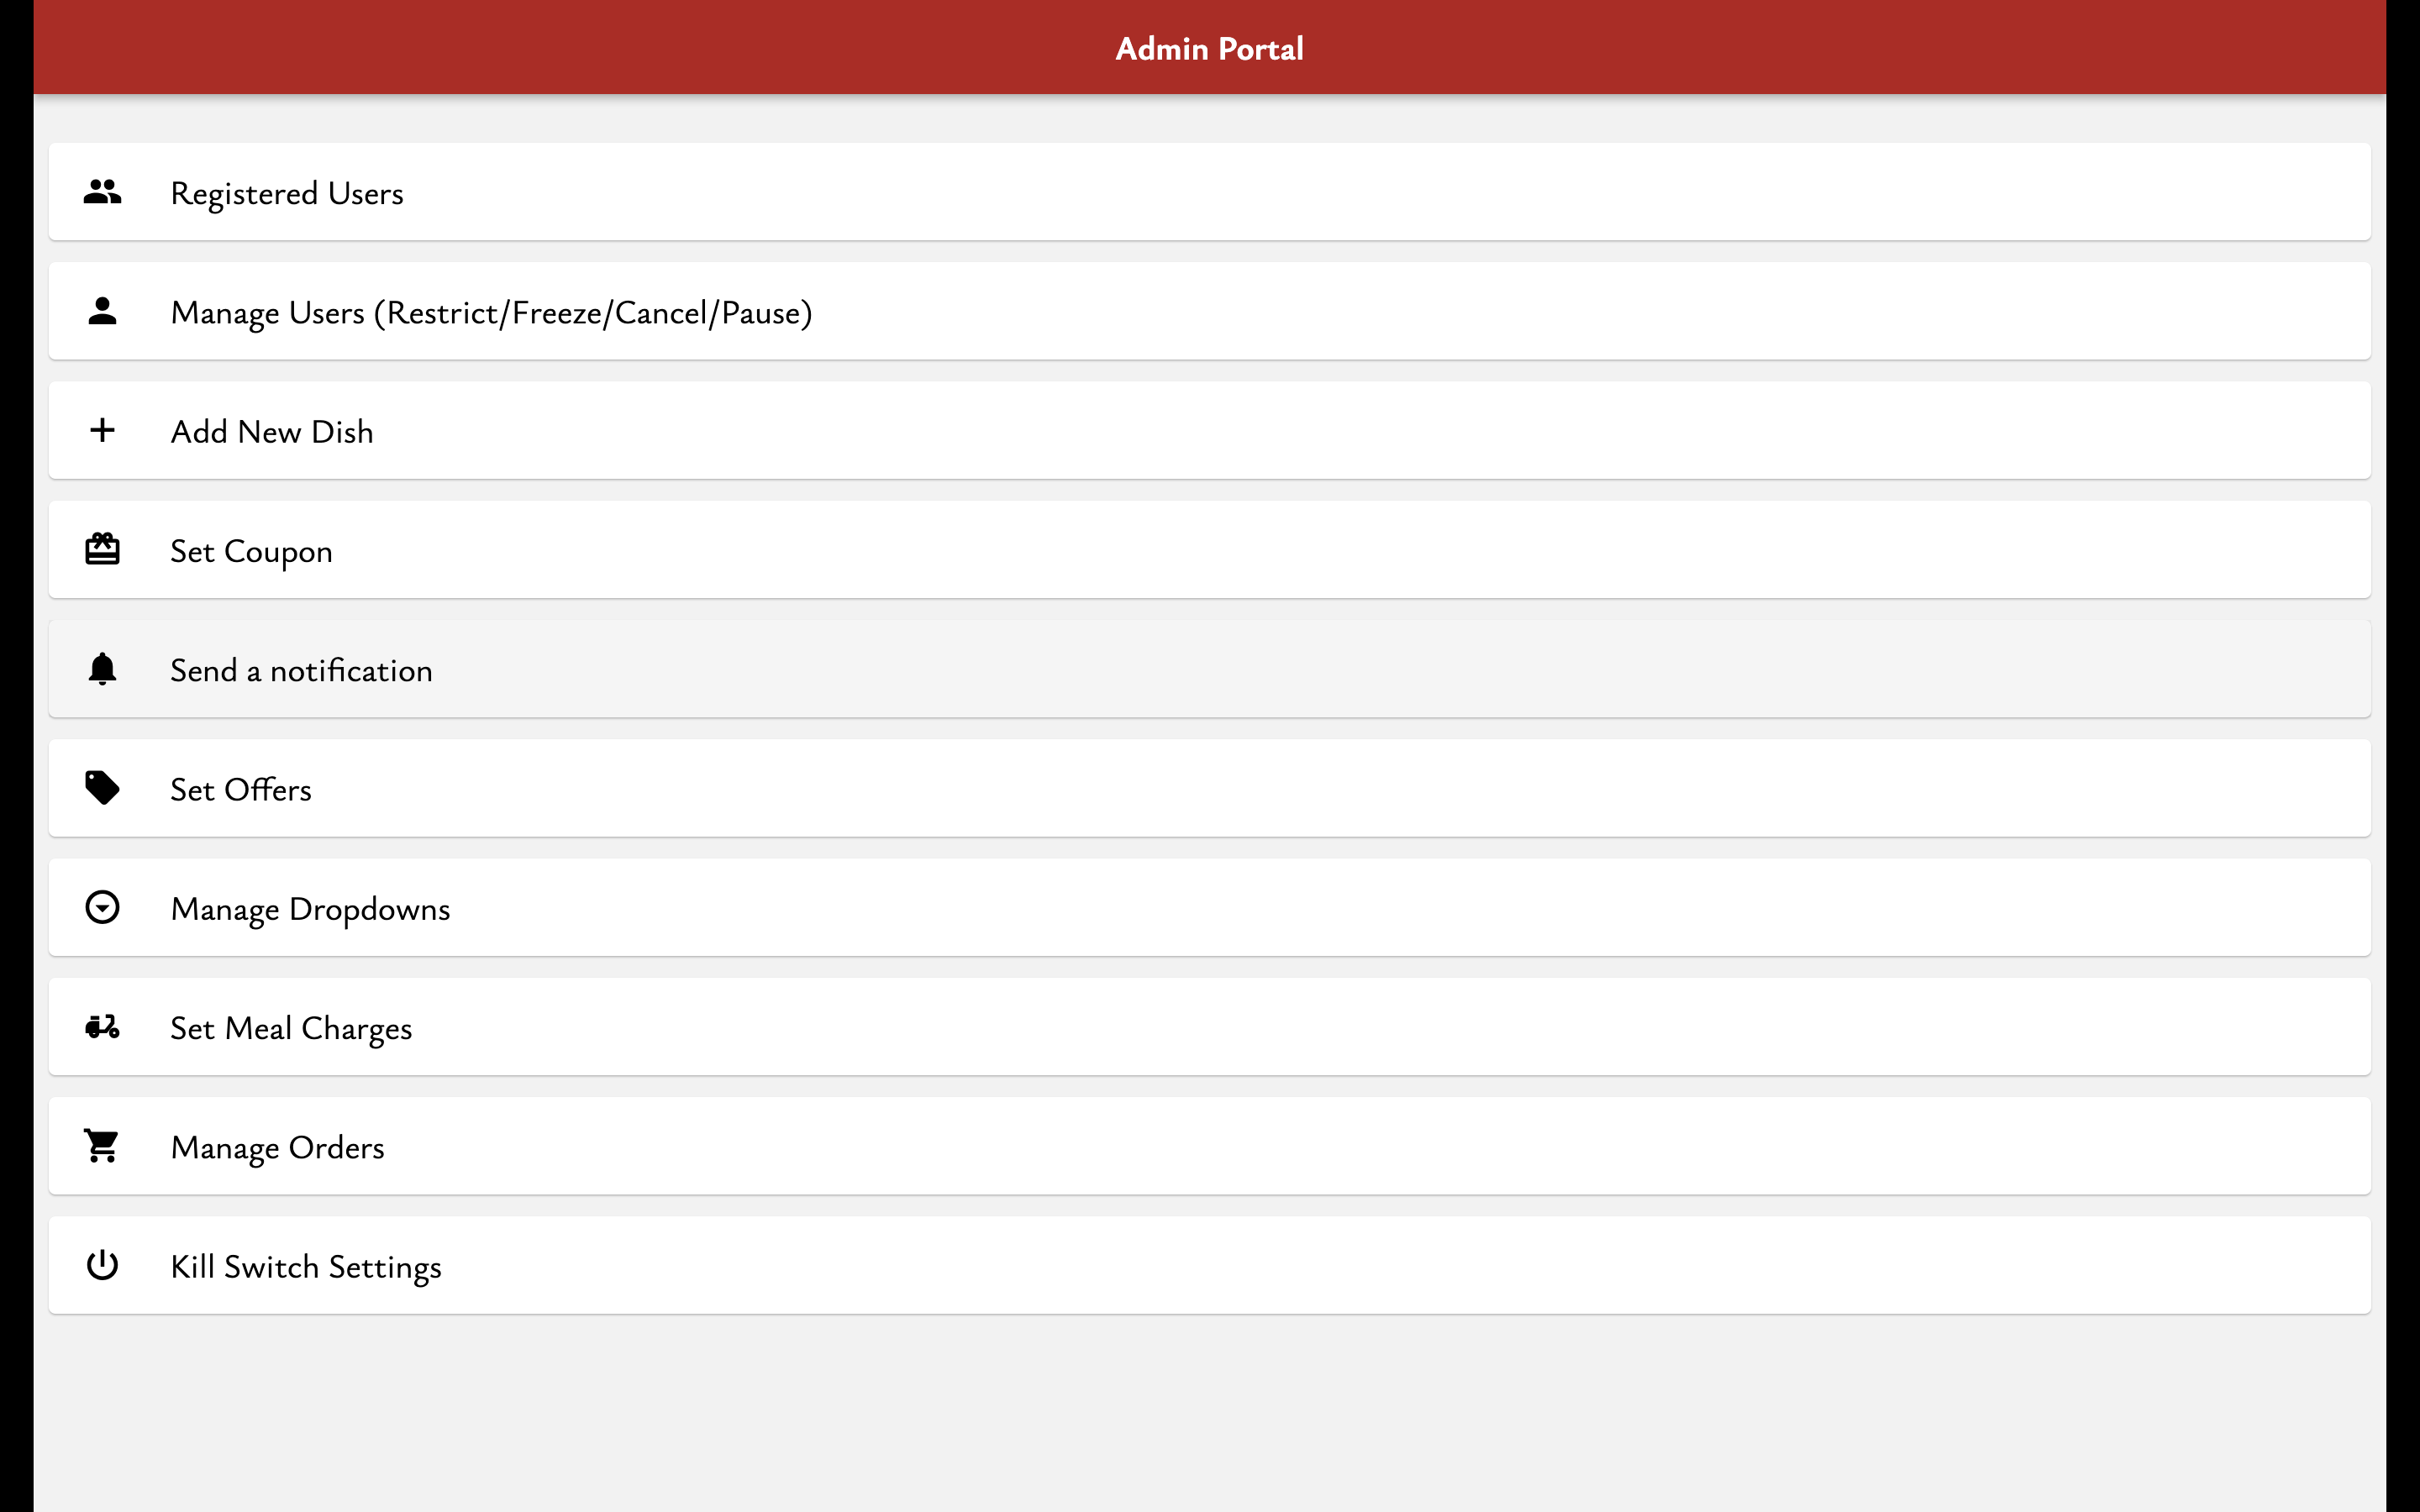 Admin Portal
Registered Users
Manage Users (Restrict/Freeze/Cancel/Pause)
Add New Dish
Set Coupon
Send a notification
Set Offers
Manage Dropdowns
Set Meal Charges
Manage Orders
Kill Switch Settings